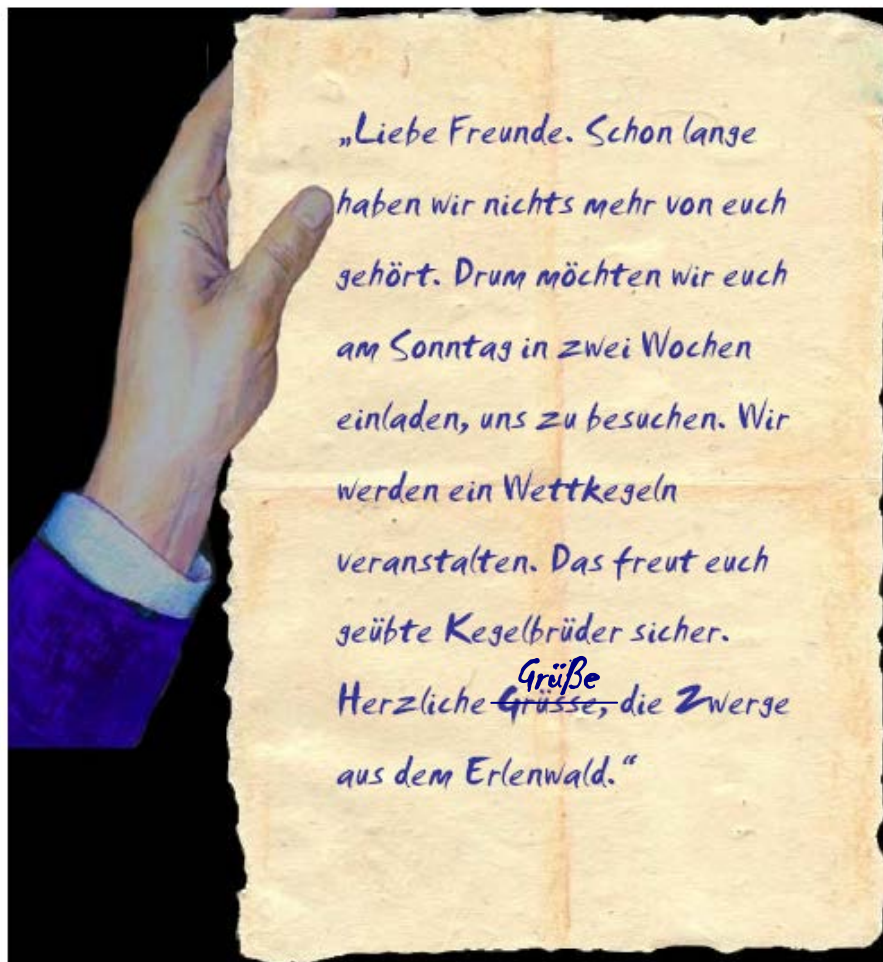 „Liebe Freunde. Schon lange
haben wir nichts mehr von euch
gehört. Drum möchten wir euch
am Sonntag in zwei Wochen
einladen, uns zu besuchen. Wir
werden ein Wettkegeln
veranstalten. Das freut euch
geübte Kegelbrüder sicher.
Grüße
Herzliche Grüsse, die Zwerge
aus dem Erlenwald.“